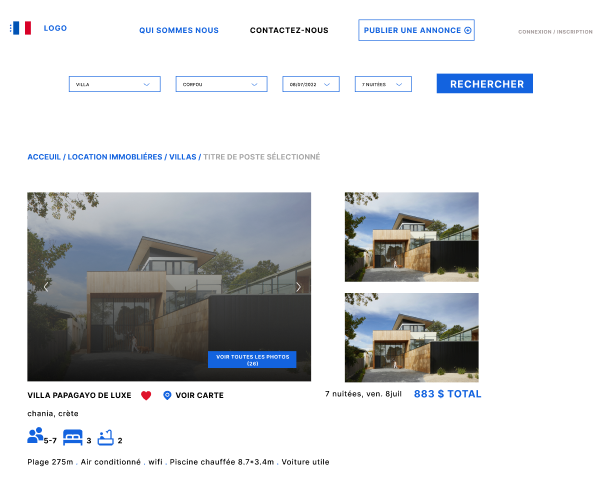 LOGO
QUI SOMMES NOUS
CONTACTEZ-NOUS
PUBLIER UNE ANNONCE
CONNEXION / INSCRIPTION
VILLA
CORFOU
08/07/2022
7 NUITÉES
RECHERCHER
ACCEUIL / LOCATION IMMOBLIÉRES / VILLAS / TITRE DE POSTE SÉLECTIONNÉ
VOIR TOUTES LES PHOTOS
(26)
VILLA PAPAGAYO DE LUXE
VOIR CARTE
7 nuitées, ven. 8juil
883 $ TOTAL
chania, crète
5-7
3
2
Plage 275m . Air conditionné . wifi . Piscine chauffée 8.7*3.4m . Voiture utile